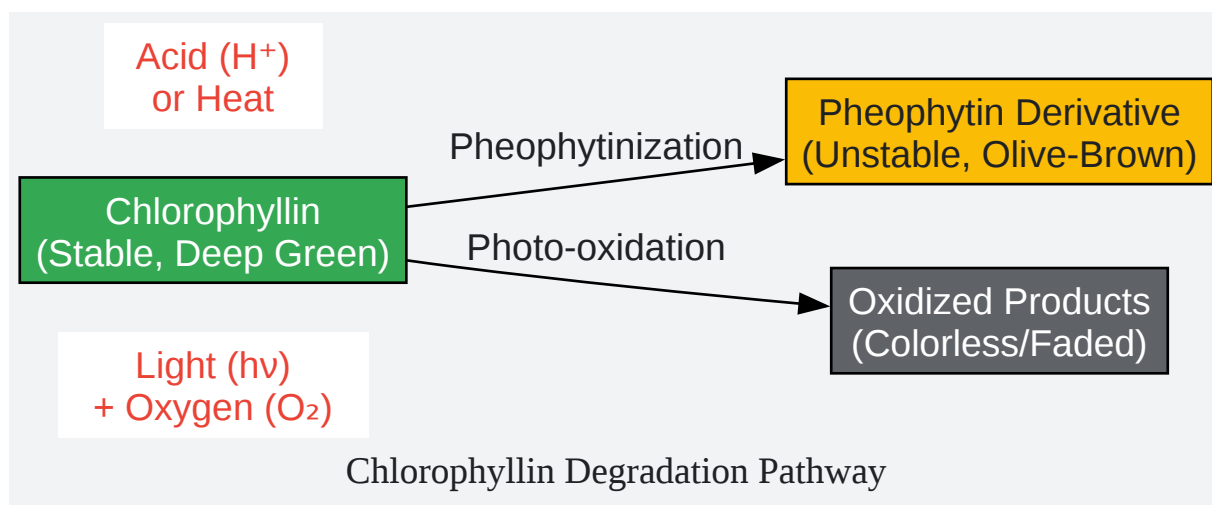 Acid (H⁺)
or Heat
Pheophytin Derivative
(Unstable, Olive-Brown)
Pheophytinization
Chlorophyllin
(Stable, Deep Green)
Photo-oxidation
Oxidized Products
(Colorless/Faded)
Light (hν)
+ Oxygen (O₂)
Chlorophyllin Degradation Pathway